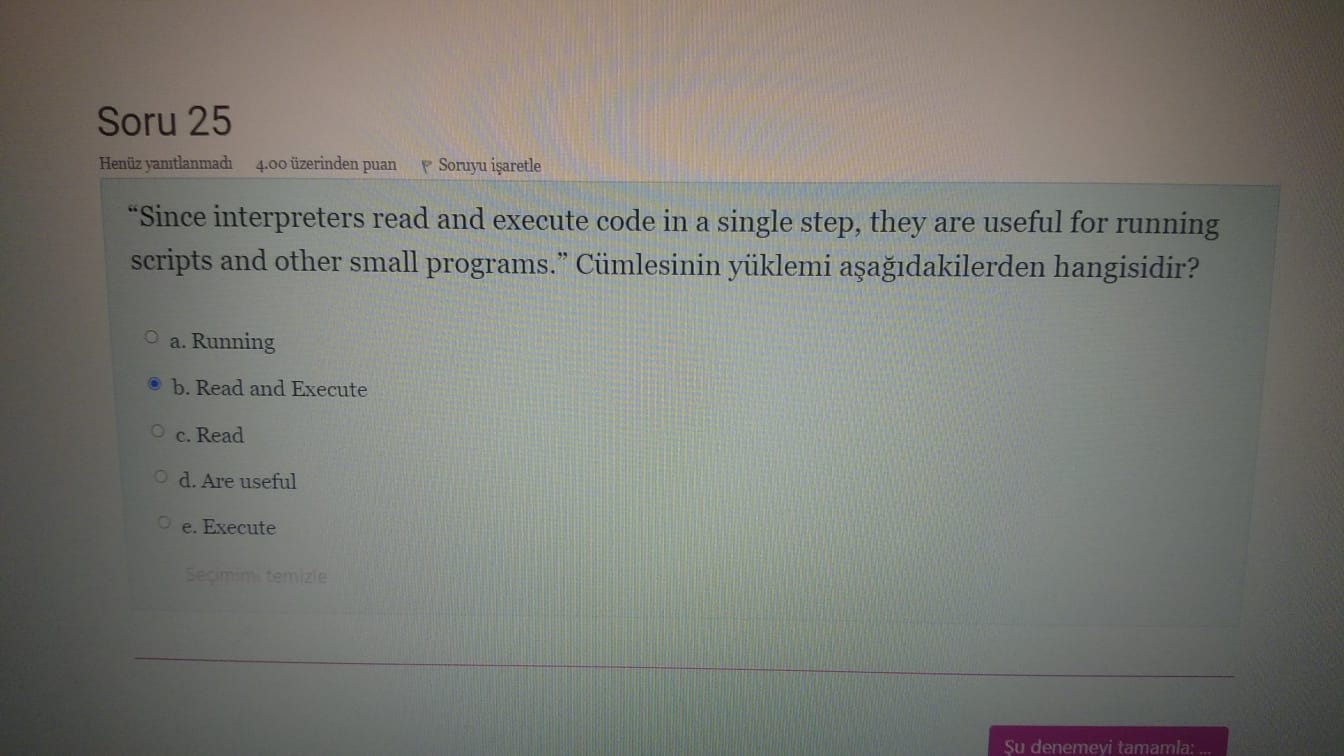 Soru 25
Henüz yanıtlanmadı 4.00 üzerinden puan Soruyu işaretle
“Since interpreters read and execute code in a single step, they are useful for running
scripts and other small programs.” Cümlesinin yüklemi aşağıdakilerden hangisidir?
a. Running
b. Read and Execute
c. Read
d. Are useful
e. Execute
Seçimimi temizle
Şu denemeyi tamamla: ...